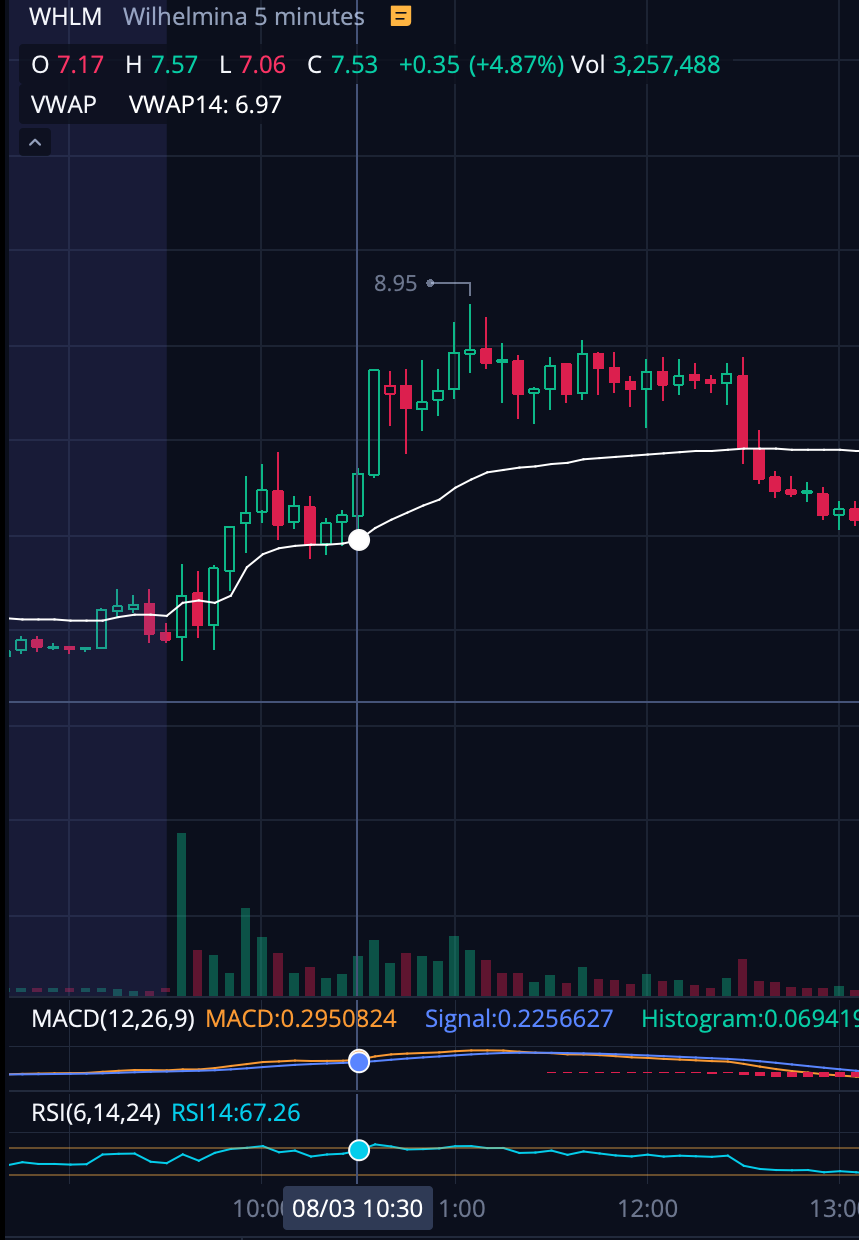 WHLM Wilhelmina 5 minutes
O 7.17 H 7.57 L 7.06 C 7.53 +0.35 (+4.87%) Vol 3,257,488
VWAP VWAP14: 6.97
8.95
MACD(12,26,9) MACD:0.2950824 Signal:0.2256627 Histogram:0.069419
RSI(6,14,24) RSI14:67.26
10:00 08/03 10:30 1:00 12:00 13:0